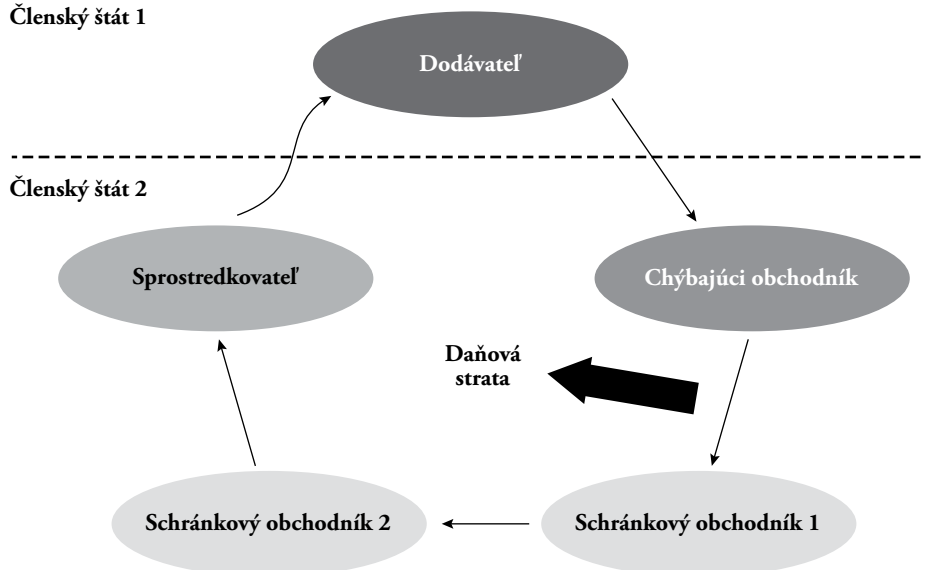 Členský štát 1
Dodávateľ
Členský štát 2
Sprostredkovateľ
Chýbajúci obchodník
Daňová
strata
Schránkový obchodník 2
Schránkový obchodník 1